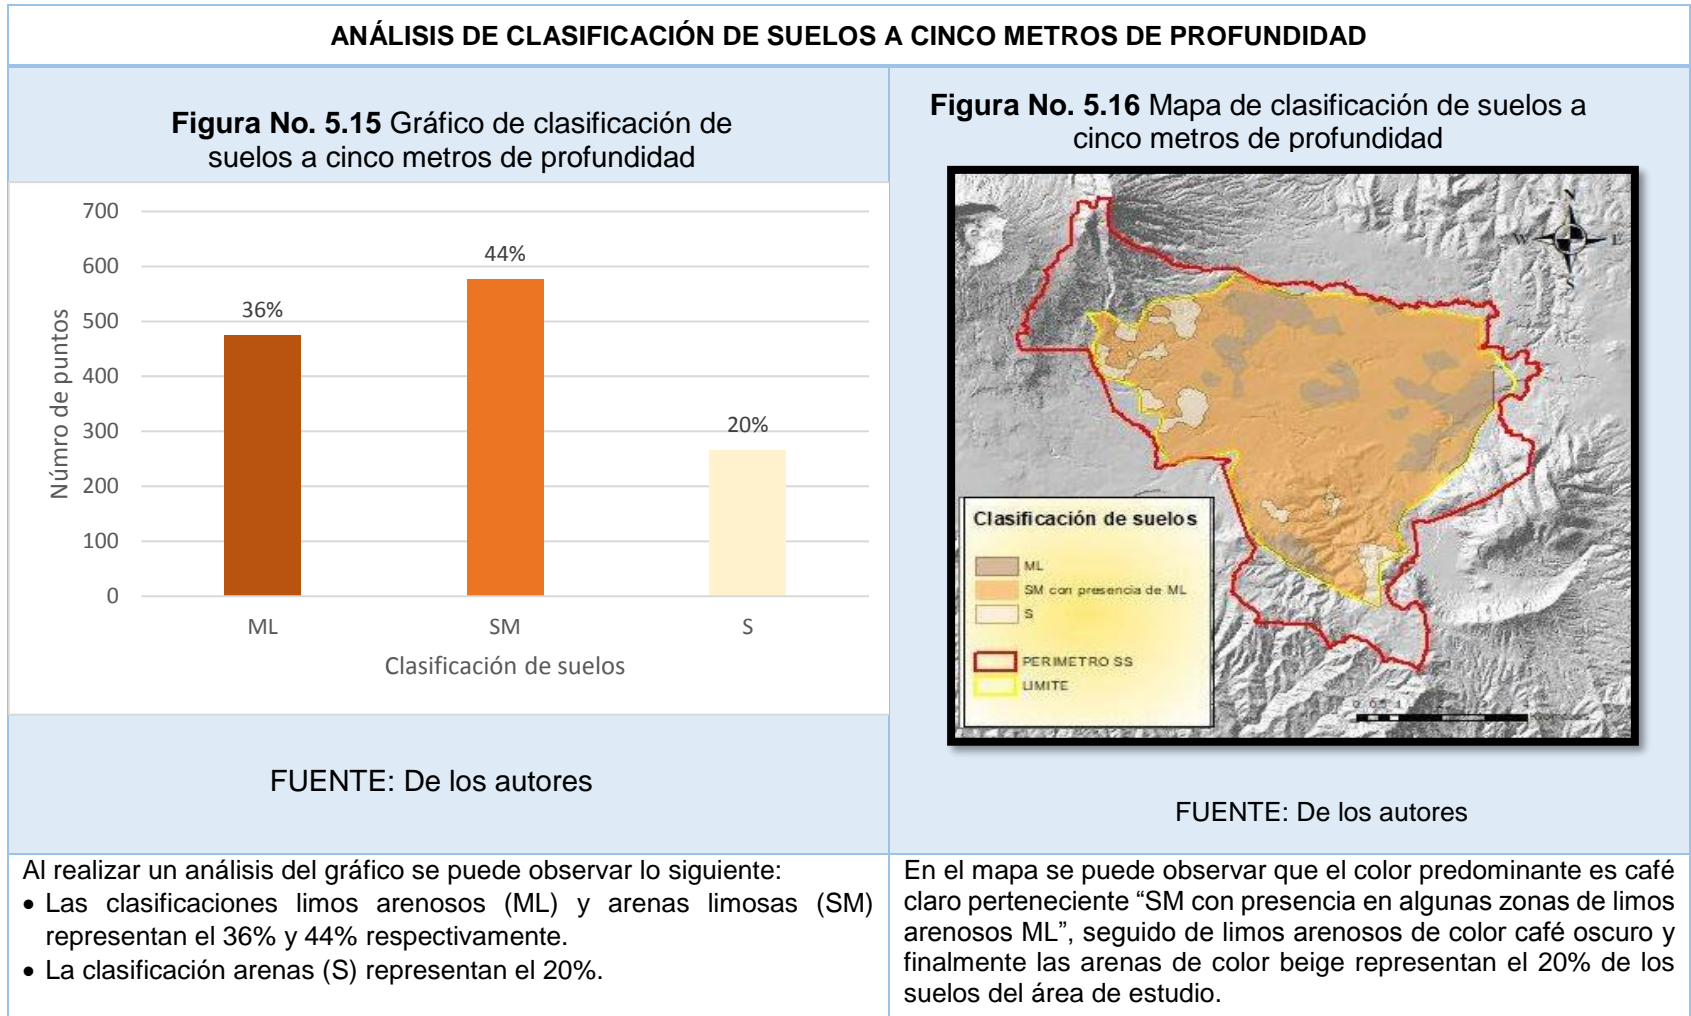 ANÁLISIS DE CLASIFICACIÓN DE SUELOS A CINCO METROS DE PROFUNDIDAD
Figura No. 5.15 Gráfico de clasificación de
suelos a cinco metros de profundidad
700
600
500
400
300
200
100
0
Númro de puntos
36%
44%
20%
ML
SM
S
Clasificación de suelos
FUENTE: De los autores
Figura No. 5.16 Mapa de clasificación de suelos a
cinco metros de profundidad
N
W
E
S
Clasificación de suelos
ML
SM con presencia de ML
S
PERIMETRO SS
LIMITE
FUENTE: De los autores
Al realizar un análisis del gráfico se puede observar lo siguiente:
• Las clasificaciones limos arenosos (ML) y arenas limosas (SM)
representan el 36% y 44% respectivamente.
• La clasificación arenas (S) representan el 20%.
En el mapa se puede observar que el color predominante es café
claro perteneciente “SM con presencia en algunas zonas de limos
arenosos ML”, seguido de limos arenosos de color café oscuro y
finalmente las arenas de color beige representan el 20% de los
suelos del área de estudio.